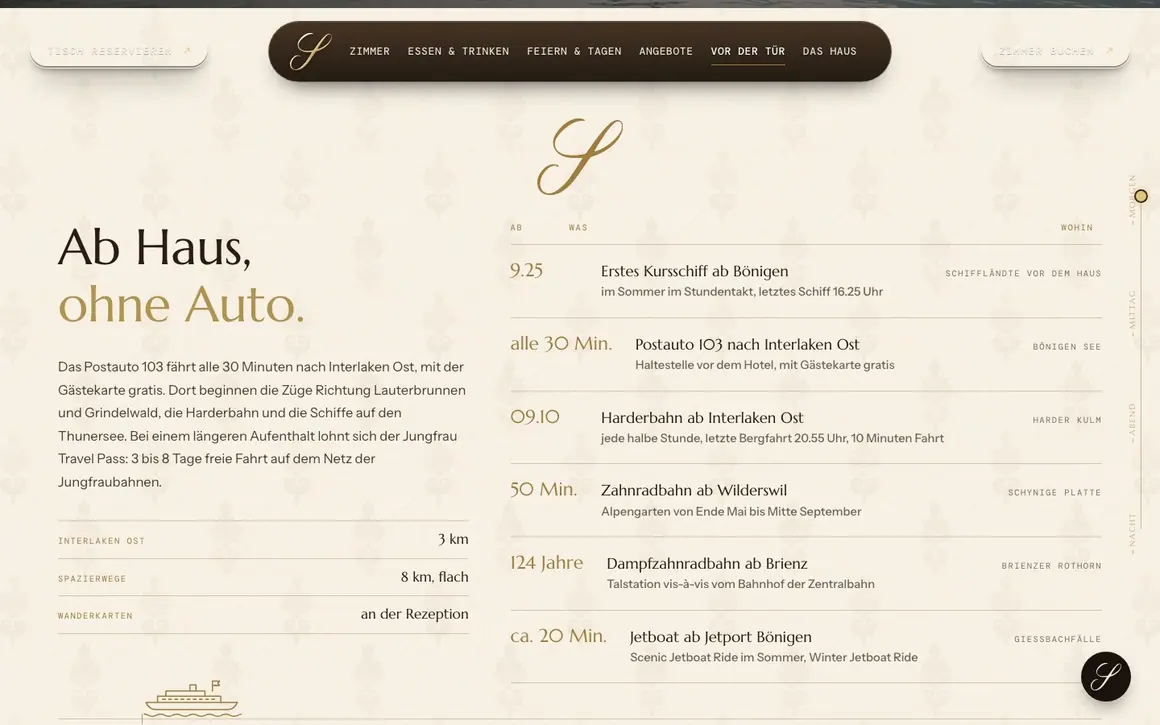 TISCH RESERVIEREN ↗
ZIMMER ESSEN & TRINKEN FEIERN & TAGEN ANGEBOTE VOR DER TÜR DAS HAUS
ZIMMER BUCHEN ↗
Ab Haus,
ohne Auto.
Das Postauto 103 fährt alle 30 Minuten nach Interlaken Ost, mit der
Gästekarte gratis. Dort beginnen die Züge Richtung Lauterbrunnen
und Grindelwald, die Harderbahn und die Schiffe auf den
Thunersee. Bei einem längeren Aufenthalt lohnt sich der Jungfrau
Travel Pass: 3 bis 8 Tage freie Fahrt auf dem Netz der
Jungfraubahnen.
INTERLAKEN OST 3 km
SPAZIERWEGE 8 km, flach
WANDERKARTEN an der Rezeption
AB WAS WOHIN
9.25 Erstes Kursschiff ab Bönigen SCHIFFLÄNDTE VOR DEM HAUS
im Sommer im Stundentakt, letztes Schiff 16.25 Uhr
alle 30 Min. Postauto 103 nach Interlaken Ost BÖNIGEN SEE
Haltestelle vor dem Hotel, mit Gästekarte gratis
09.10 Harderbahn ab Interlaken Ost HARDER KULM
jede halbe Stunde, letzte Bergfahrt 20.55 Uhr, 10 Minuten Fahrt
50 Min. Zahnradbahn ab Wilderswil SCHYNIGE PLATTE
Alpengarten von Ende Mai bis Mitte September
124 Jahre Dampfzahnradbahn ab Brienz BRIENZER ROTHORN
Talstation vis-à-vis vom Bahnhof der Zentralbahn
ca. 20 Min. Jetboat ab Jetport Bönigen GIESSBACHFÄLLE
Scenic Jetboat Ride im Sommer, Winter Jetboat Ride
MORGEN
MITTAG
ABEND
NACHT